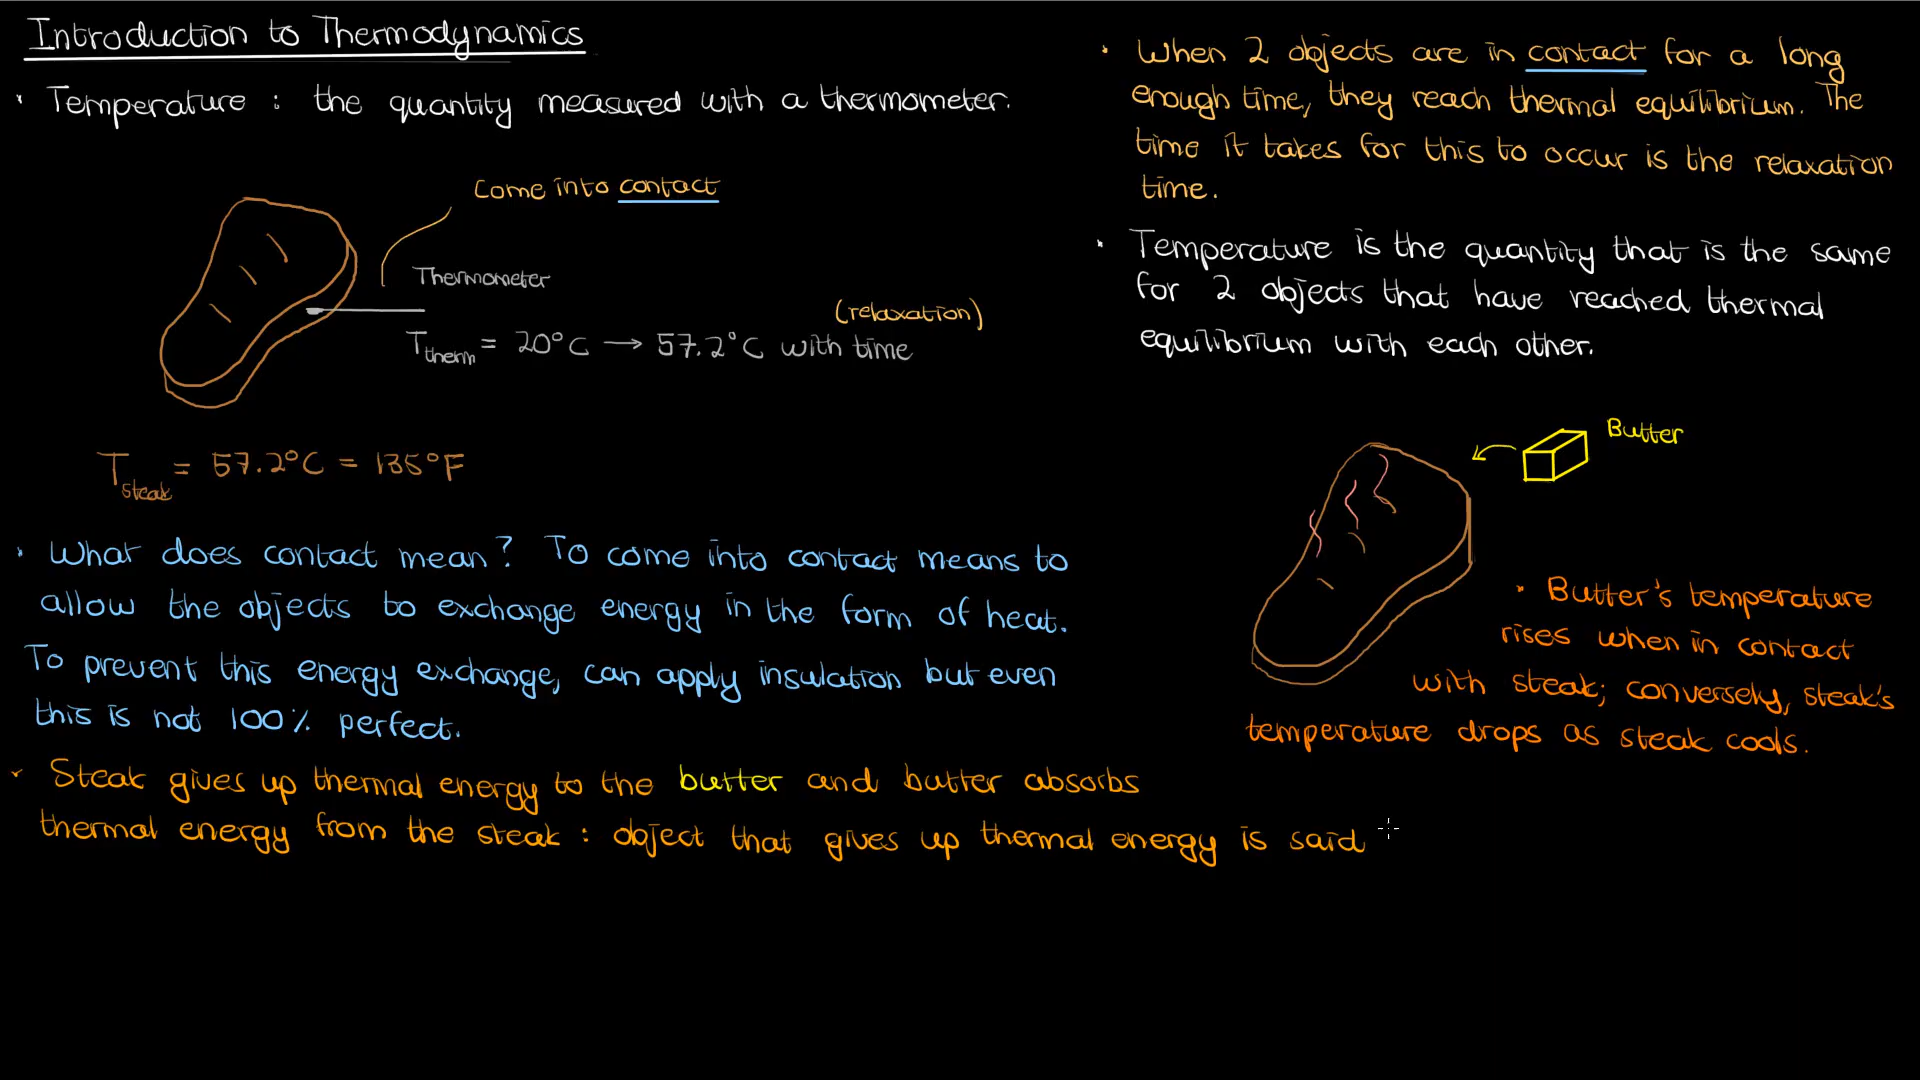 Introduction to Thermodynamics
• Temperature : the quantity measured with a thermometer.
Come into contact
Thermometer
(relaxation)
T_therm = 20°C → 57.2°C with time
T_steak = 57.2°C = 135°F
• What does contact mean? To come into contact means to
allow the objects to exchange energy in the form of heat.
To prevent this energy exchange, can apply insulation but even
this is not 100% perfect.
• Steak gives up thermal energy to the butter and butter absorbs
thermal energy from the steak : object that gives up thermal energy is said
• When 2 objects are in contact for a long
enough time, they reach thermal equilibrium. The
time it takes for this to occur is the relaxation
time.
• Temperature is the quantity that is the same
for 2 objects that have reached thermal
equilibrium with each other.
Butter
• Butter's temperature
rises when in contact
with steak; conversely, steak's
temperature drops as steak cools.